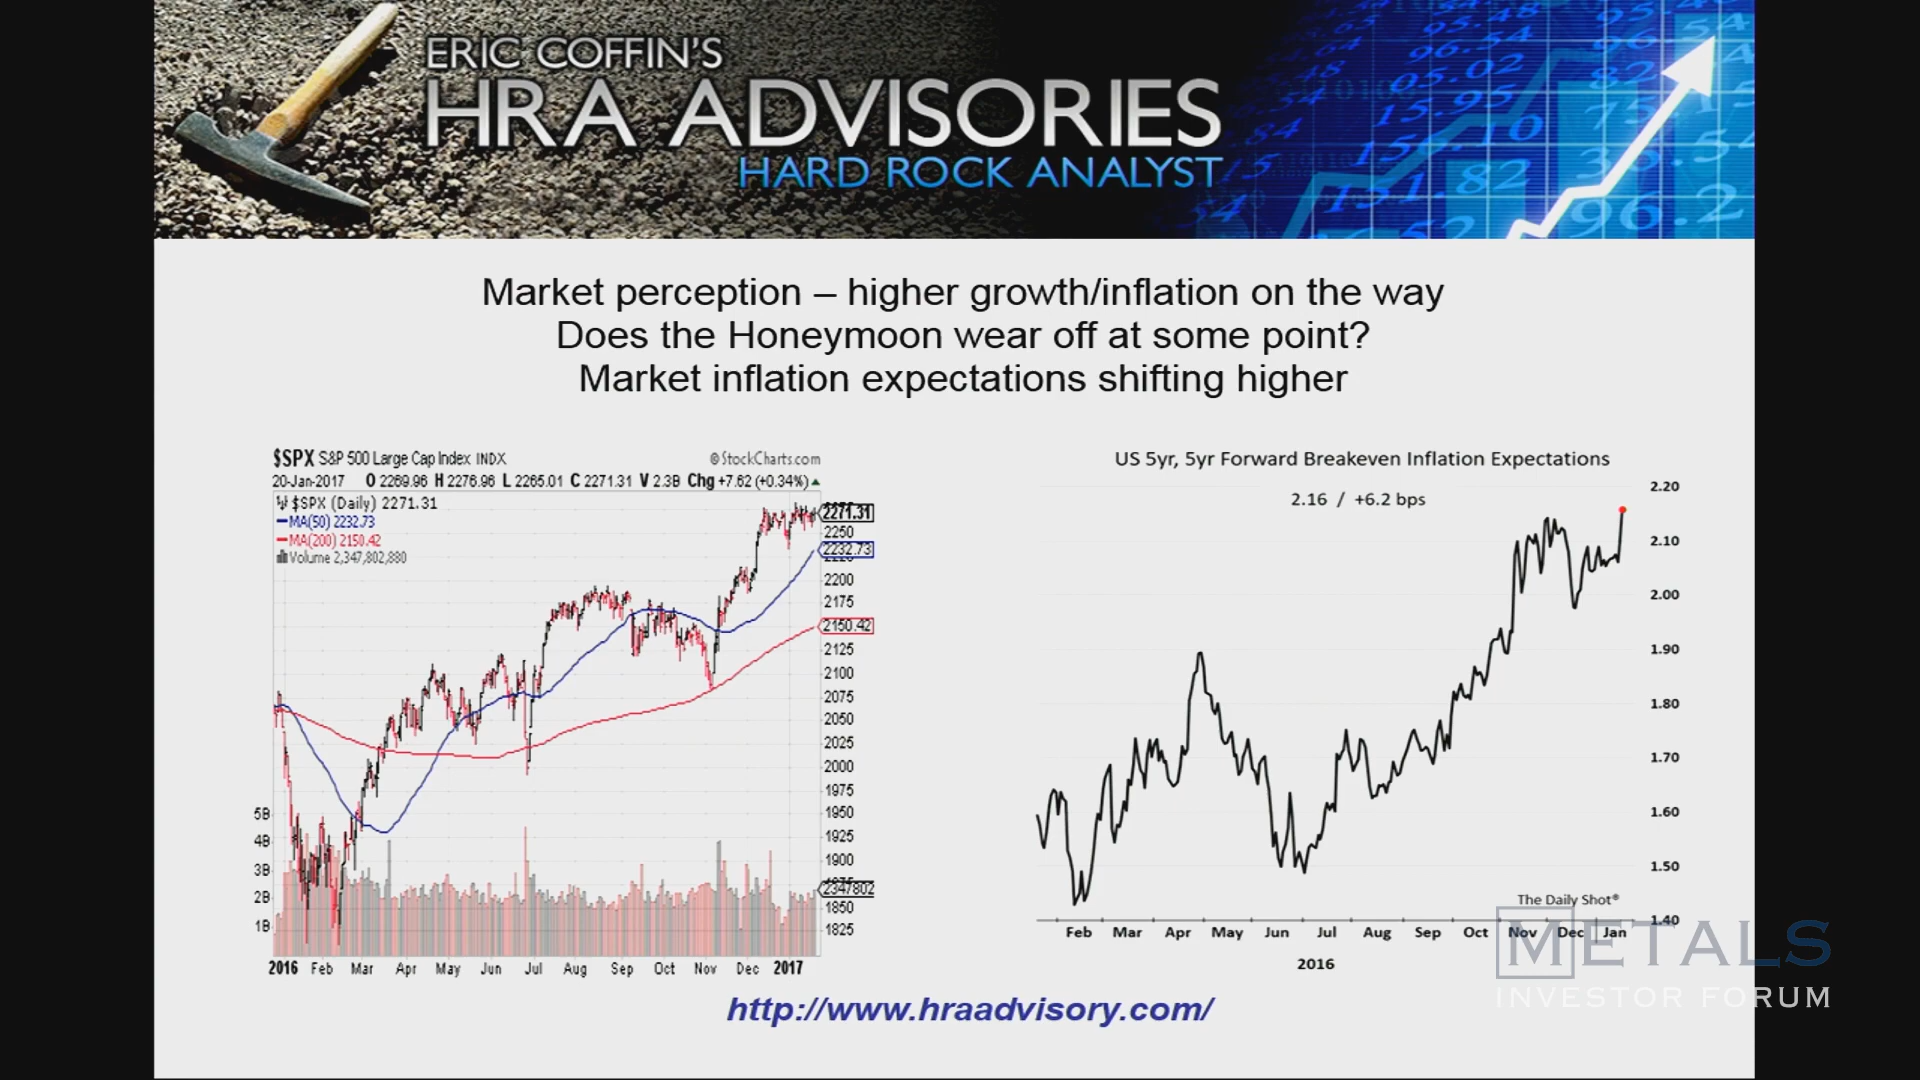 ERIC COFFIN'S
HRA ADVISORIES
HARD ROCK ANALYST
Market perception – higher growth/inflation on the way
Does the Honeymoon wear off at some point?
Market inflation expectations shifting higher
$SPX S&P 500 Large Cap Index INDX
© StockCharts.com
20-Jan-2017 O 2269.96 H 2276.96 L 2265.01 C 2271.31 V 2.3B Chg +7.62 (+0.34%)
$SPX (Daily) 2271.31
MA(50) 2232.73
MA(200) 2150.42
Volume 2,347,802,880
2271.31
2250
2232.73
2200
2175
2150.42
2125
2100
2075
2050
2025
2000
1975
1950
1925
1900
2347802
1850
1825
5B
4B
3B
2B
1B
2016 Feb Mar Apr May Jun Jul Aug Sep Oct Nov Dec 2017
US 5yr, 5yr Forward Breakeven Inflation Expectations
2.16 / +6.2 bps
2.20
2.10
2.00
1.90
1.80
1.70
1.60
1.50
1.40
The Daily Shot®
Feb Mar Apr May Jun Jul Aug Sep Oct Nov Dec Jan
2016
METALS
INVESTOR FORUM
http://www.hraadvisory.com/